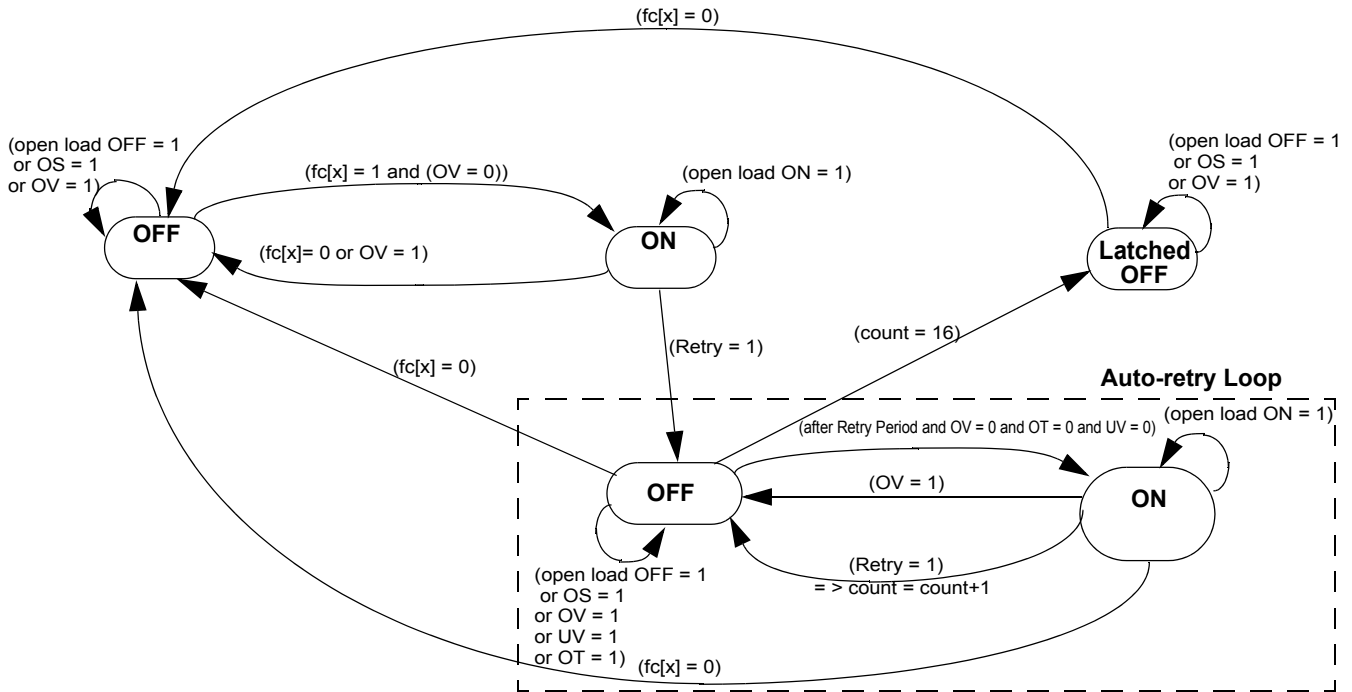 (fc[x] = 0)
(open load OFF = 1
or OS = 1
or OV = 1)
(fc[x] = 1 and (OV = 0))
(open load ON = 1)
(open load OFF = 1
or OS = 1
or OV = 1)
OFF
ON
(fc[x]= 0 or OV = 1)
Latched
OFF
(Retry = 1)
(count = 16)
(fc[x] = 0)
Auto-retry Loop
(after Retry Period and OV = 0 and OT = 0 and UV = 0)
(open load ON = 1)
OFF
(OV = 1)
ON
(Retry = 1)
= > count = count+1
(open load OFF = 1
or OS = 1
or OV = 1
or UV = 1
or OT = 1)
(fc[x] = 0)